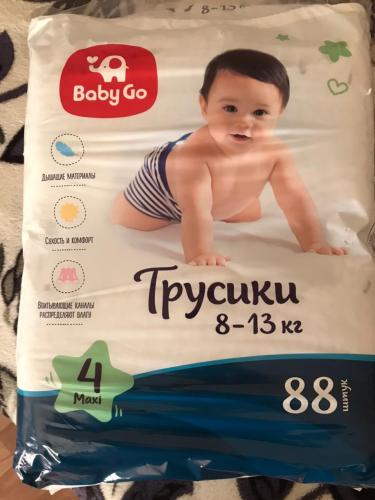 8-13 кг
Baby Go
Дышащие материалы
Сухость и комфорт
Впитывающие каналы
распределяют влагу
Трусики
8-13 кг
4
Maxi
88 штук